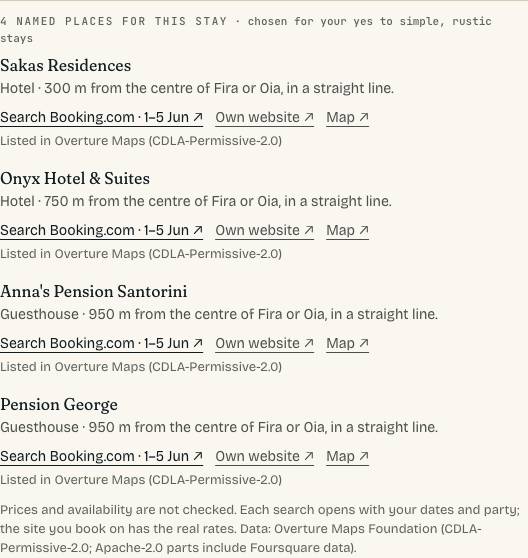 4 NAMED PLACES FOR THIS STAY · chosen for your yes to simple, rustic
stays
Sakas Residences
Hotel · 300 m from the centre of Fira or Oia, in a straight line.
Search Booking.com · 1–5 Jun ↗ Own website ↗ Map ↗
Listed in Overture Maps (CDLA-Permissive-2.0)
Onyx Hotel & Suites
Hotel · 750 m from the centre of Fira or Oia, in a straight line.
Search Booking.com · 1–5 Jun ↗ Own website ↗ Map ↗
Listed in Overture Maps (CDLA-Permissive-2.0)
Anna's Pension Santorini
Guesthouse · 950 m from the centre of Fira or Oia, in a straight line.
Search Booking.com · 1–5 Jun ↗ Own website ↗ Map ↗
Listed in Overture Maps (CDLA-Permissive-2.0)
Pension George
Guesthouse · 950 m from the centre of Fira or Oia, in a straight line.
Search Booking.com · 1–5 Jun ↗ Own website ↗ Map ↗
Listed in Overture Maps (CDLA-Permissive-2.0)
Prices and availability are not checked. Each search opens with your dates and party;
the site you book on has the real rates. Data: Overture Maps Foundation (CDLA-
Permissive-2.0; Apache-2.0 parts include Foursquare data).